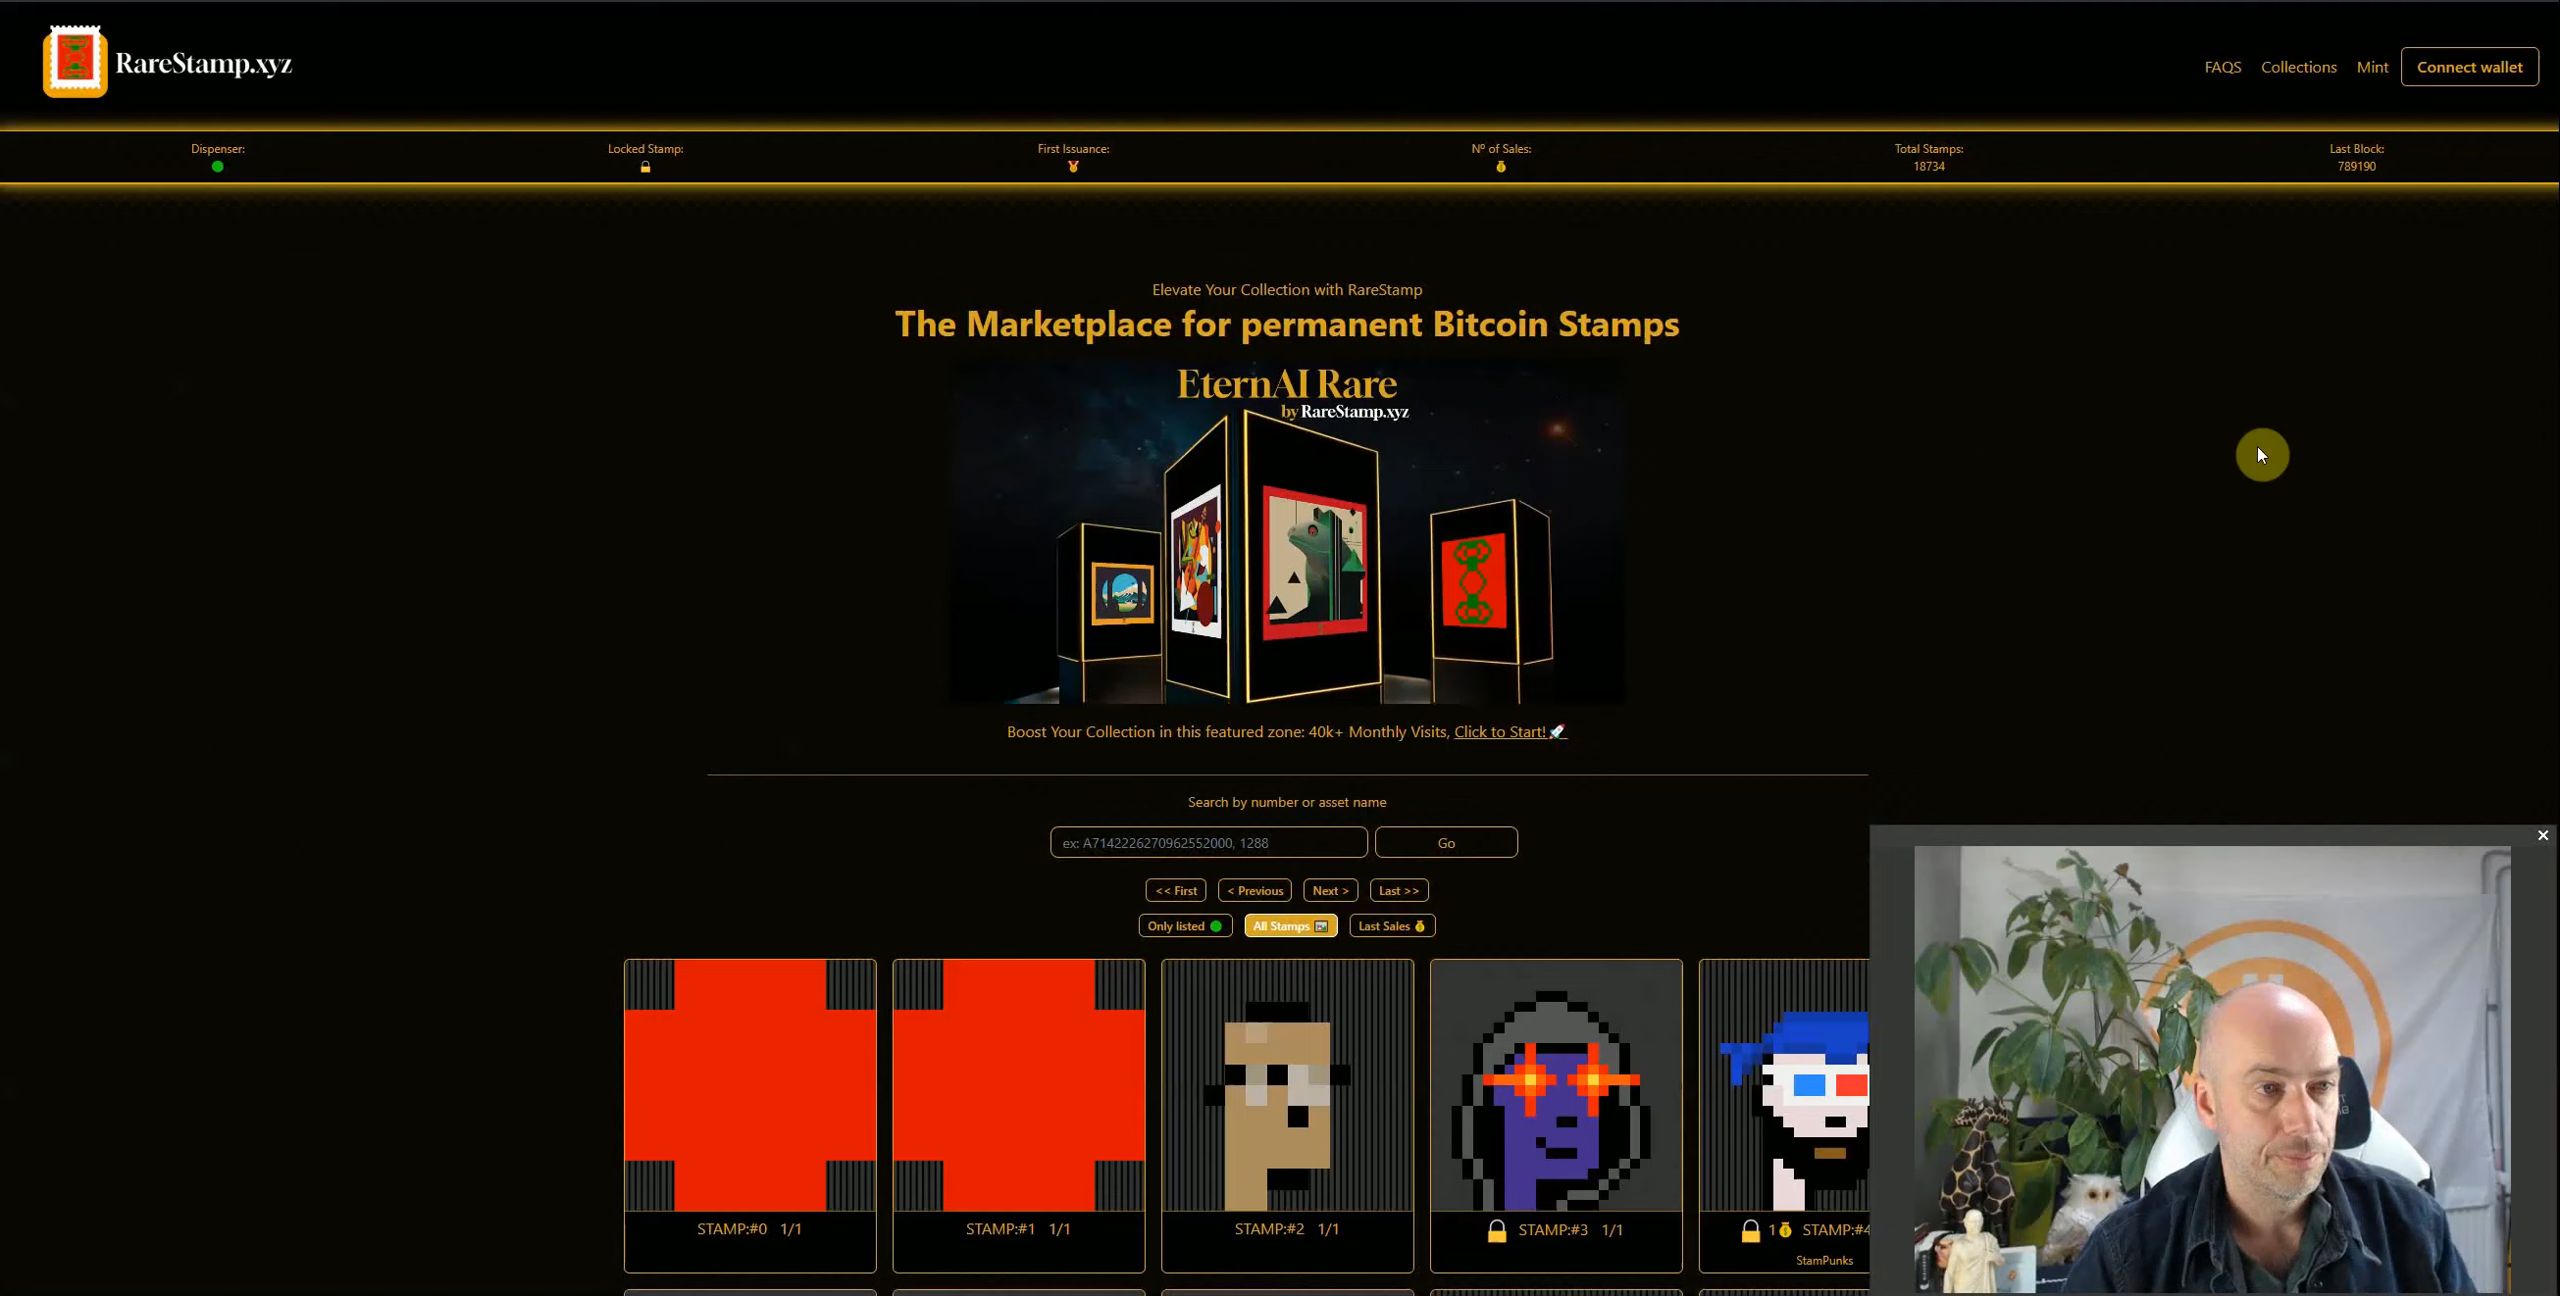 RareStamp.xyz
FAQS
Collections
Mint
Connect wallet
Dispenser:
Locked Stamp:
First Issuance:
Nº of Sales:
Total Stamps:
18734
Last Block:
789190
Elevate Your Collection with RareStamp
The Marketplace for permanent Bitcoin Stamps
EternAI Rare
by RareStamp.xyz
Boost Your Collection in this featured zone: 40k+ Monthly Visits, Click to Start!
Search by number or asset name
ex: A7142226270962552000, 1288
Go
<< First
< Previous
Next >
Last >>
Only listed
All Stamps
Last Sales
STAMP:#0 1/1
STAMP:#1 1/1
STAMP:#2 1/1
STAMP:#3 1/1
1 STAMP:#4
StamPunks